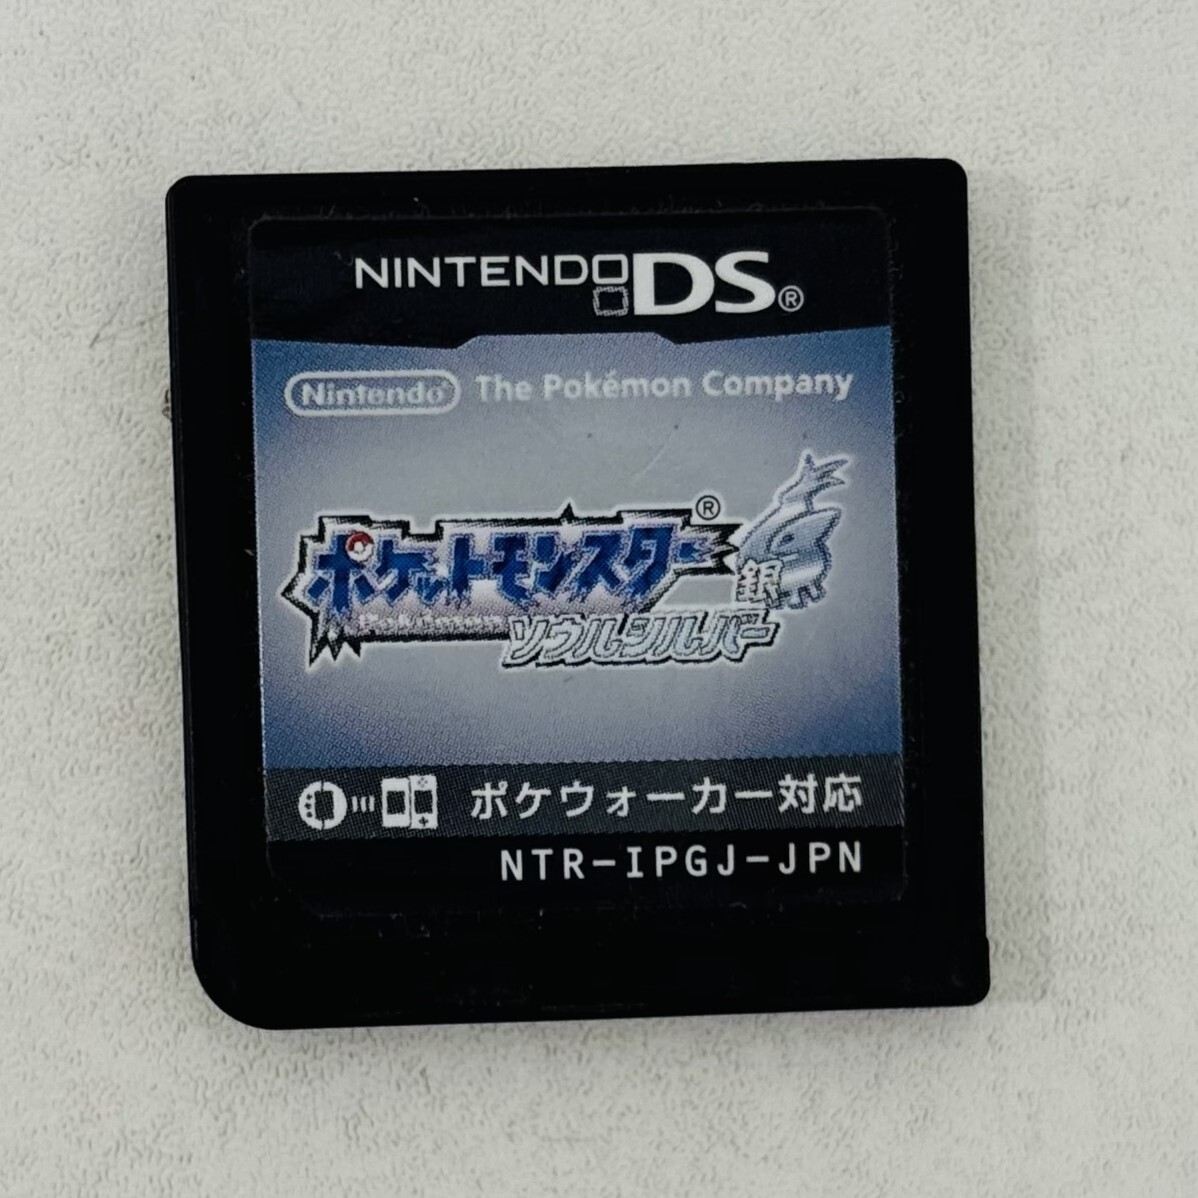 NINTENDO DS®
Nintendo® The Pokémon Company
ポケットモンスター®
Pokémon
銀
ソウルシルバー
ポケウォーカー対応
NTR-IPGJ-JPN